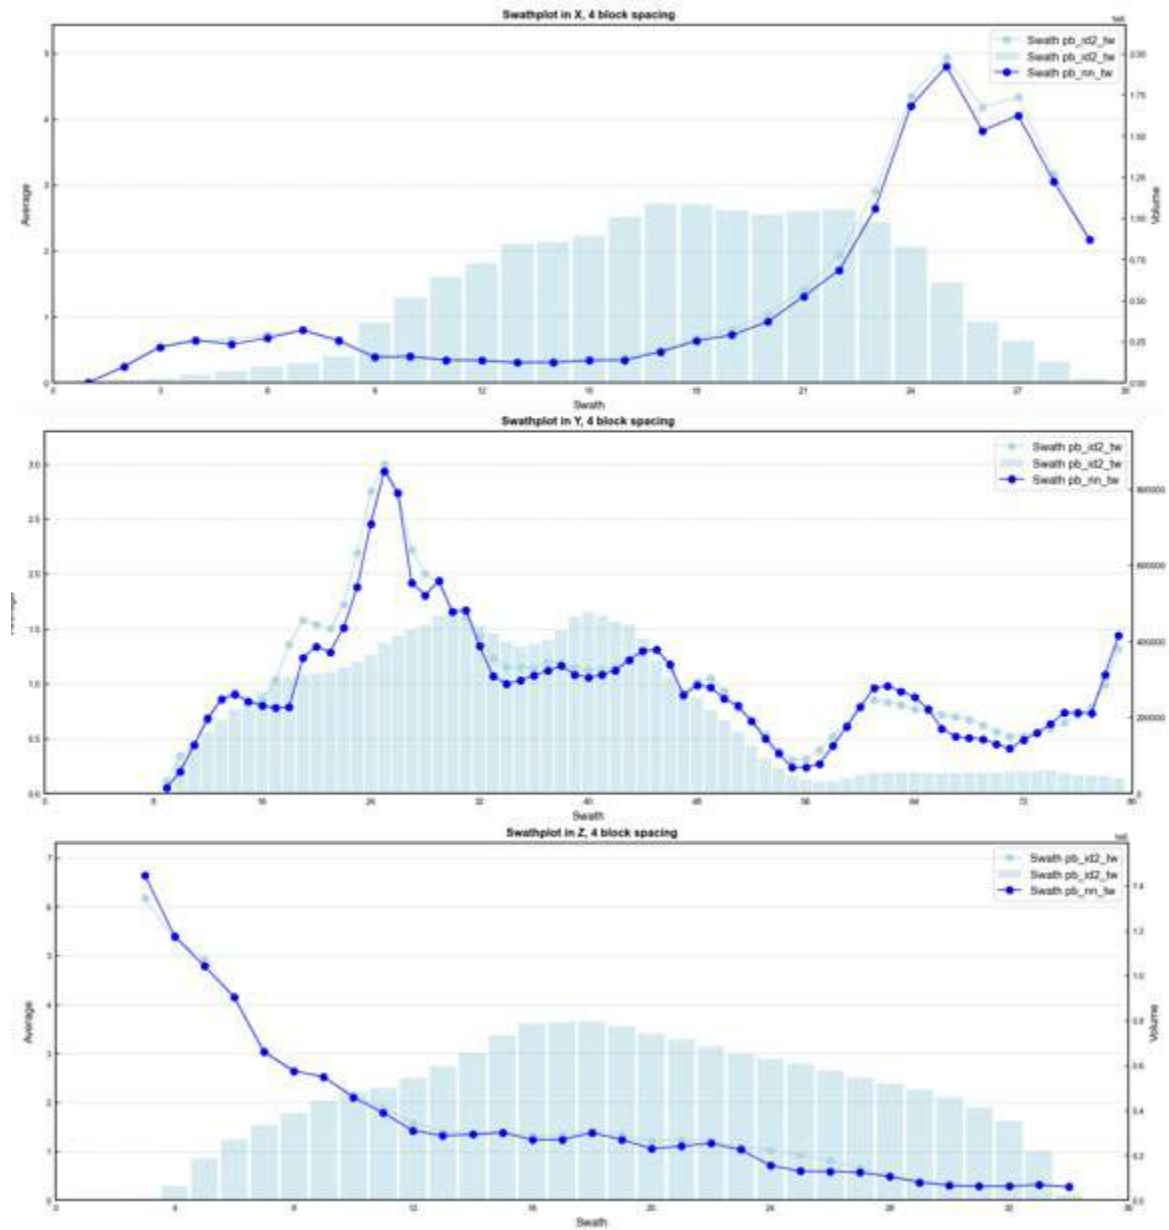 Swathplot in X, 4 block spacing
Swath pb_id2_tw
Swath pb_id2_tw
Swath pb_nn_tw
5
4
3
2
1
0
Average
2.00
1.75
1.50
1.25
1.00
0.75
0.50
0.25
0.00
Volume
0 3 6 9 12 15 18 21 24 27 30
Swath
Swathplot in Y, 4 block spacing
Swath pb_id2_tw
Swath pb_id2_tw
Swath pb_nn_tw
3.0
2.5
2.0
1.5
1.0
0.5
0.0
800000
600000
400000
200000
0
0 8 16 24 32 40 48 56 64 72 80
Swath
Swathplot in Z, 4 block spacing
Swath pb_id2_tw
Swath pb_id2_tw
Swath pb_nn_tw
7
6
5
4
3
2
1
0
Average
1.4
1.2
1.0
0.8
0.6
0.4
0.2
0.0
Volume
0 4 8 12 16 20 24 28 32 36
Swath